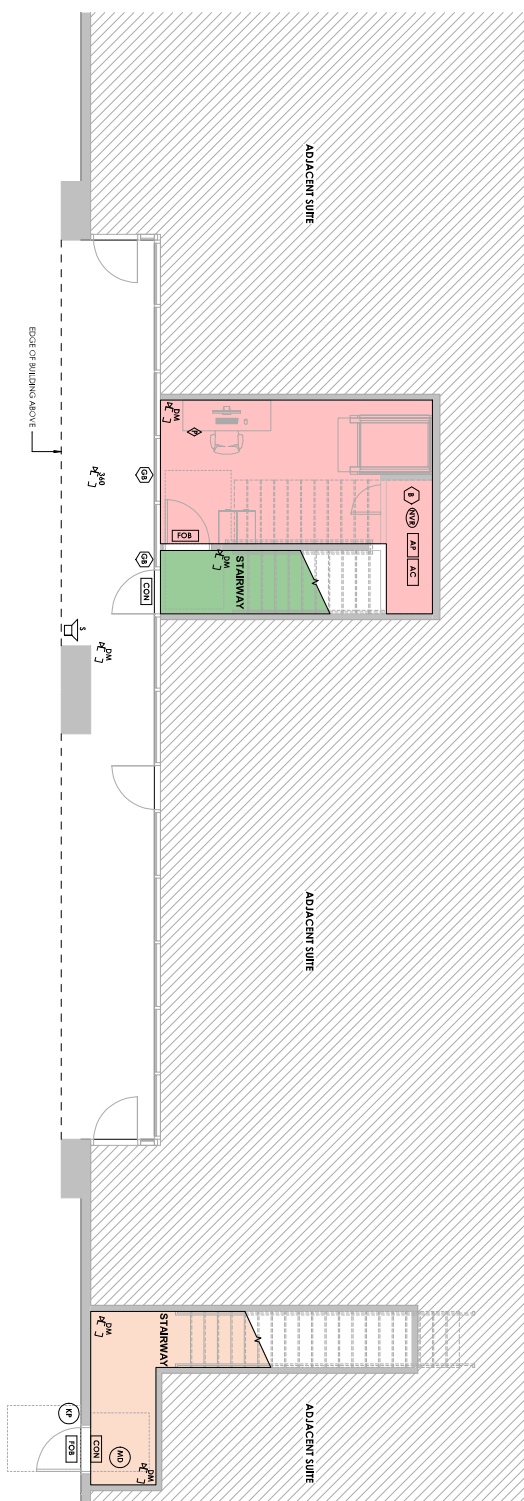 ADJACENT SUITE
EDGE OF BUILDING ABOVE
DM
P
360
GB
B
NVR
AP
AC
FOB
GB
DM
STAIRWAY
CON
S
DM
ADJACENT SUITE
DM
STAIRWAY
ADJACENT SUITE
KP
FOB
CON
MD
DM